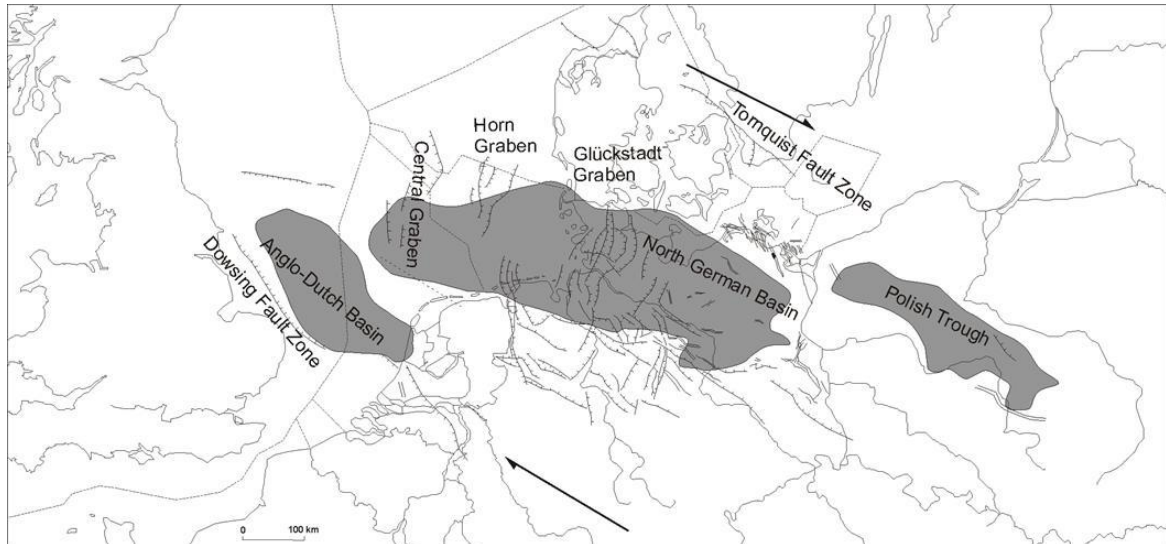 Horn
Graben
Glückstadt
Graben
Tornquist Fault Zone
Central Graben
Dowsing Fault Zone
Anglo-Dutch Basin
North German Basin
Polish Trough
0 100 km